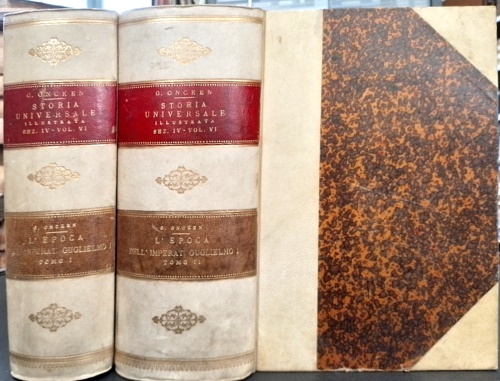 G. ONCKEN
STORIA
UNIVERSALE
ILLUSTRATA
SEZ. IV - VOL. VI
G. ONCKEN
L'EPOCA
IMPERAT. GUGLIELMO I
TOMO I
G. ONCKEN
STORIA
UNIVERSALE
ILLUSTRATA
SEZ. IV - VOL. VI
G. ONCKEN
L'EPOCA
DELL'IMPERAT. GUGLIELMO I
TOMO II